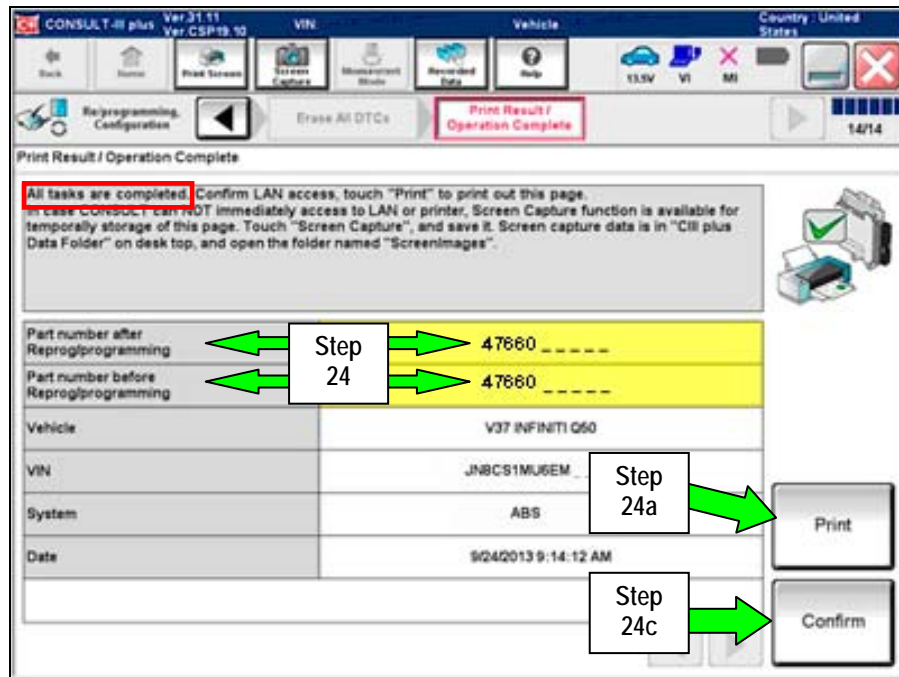 CONSULT-III plus Ver.31.11 VIN: Vehicle : Country : United
Ver.CSP19.10 States
Back Home Print Screen Screen Capture Measurement Mode Recorded Data Help 13.5V VI MI
Re/programming, Configuration Erase All DTCs Print Result / Operation Complete 14/14
Print Result / Operation Complete
All tasks are completed. Confirm LAN access, touch "Print" to print out this page.
In case CONSULT can NOT immediately access to LAN or printer, Screen Capture function is available for
temporally storage of this page. Touch "Screen Capture", and save it. Screen capture data is in "CIII plus
Data Folder" on desk top, and open the folder named "ScreenImages".
Part number after
Reprog/programming
47660 _ _ _ _ _
Step
24
Part number before
Reprog/programming
47660 _ _ _ _ _
Vehicle V37 INFINITI Q50
VIN JN8CS1MU6EM _ _
Step
24a
System ABS
Print
Date 9/24/2013 9:14:12 AM
Step
24c
Confirm